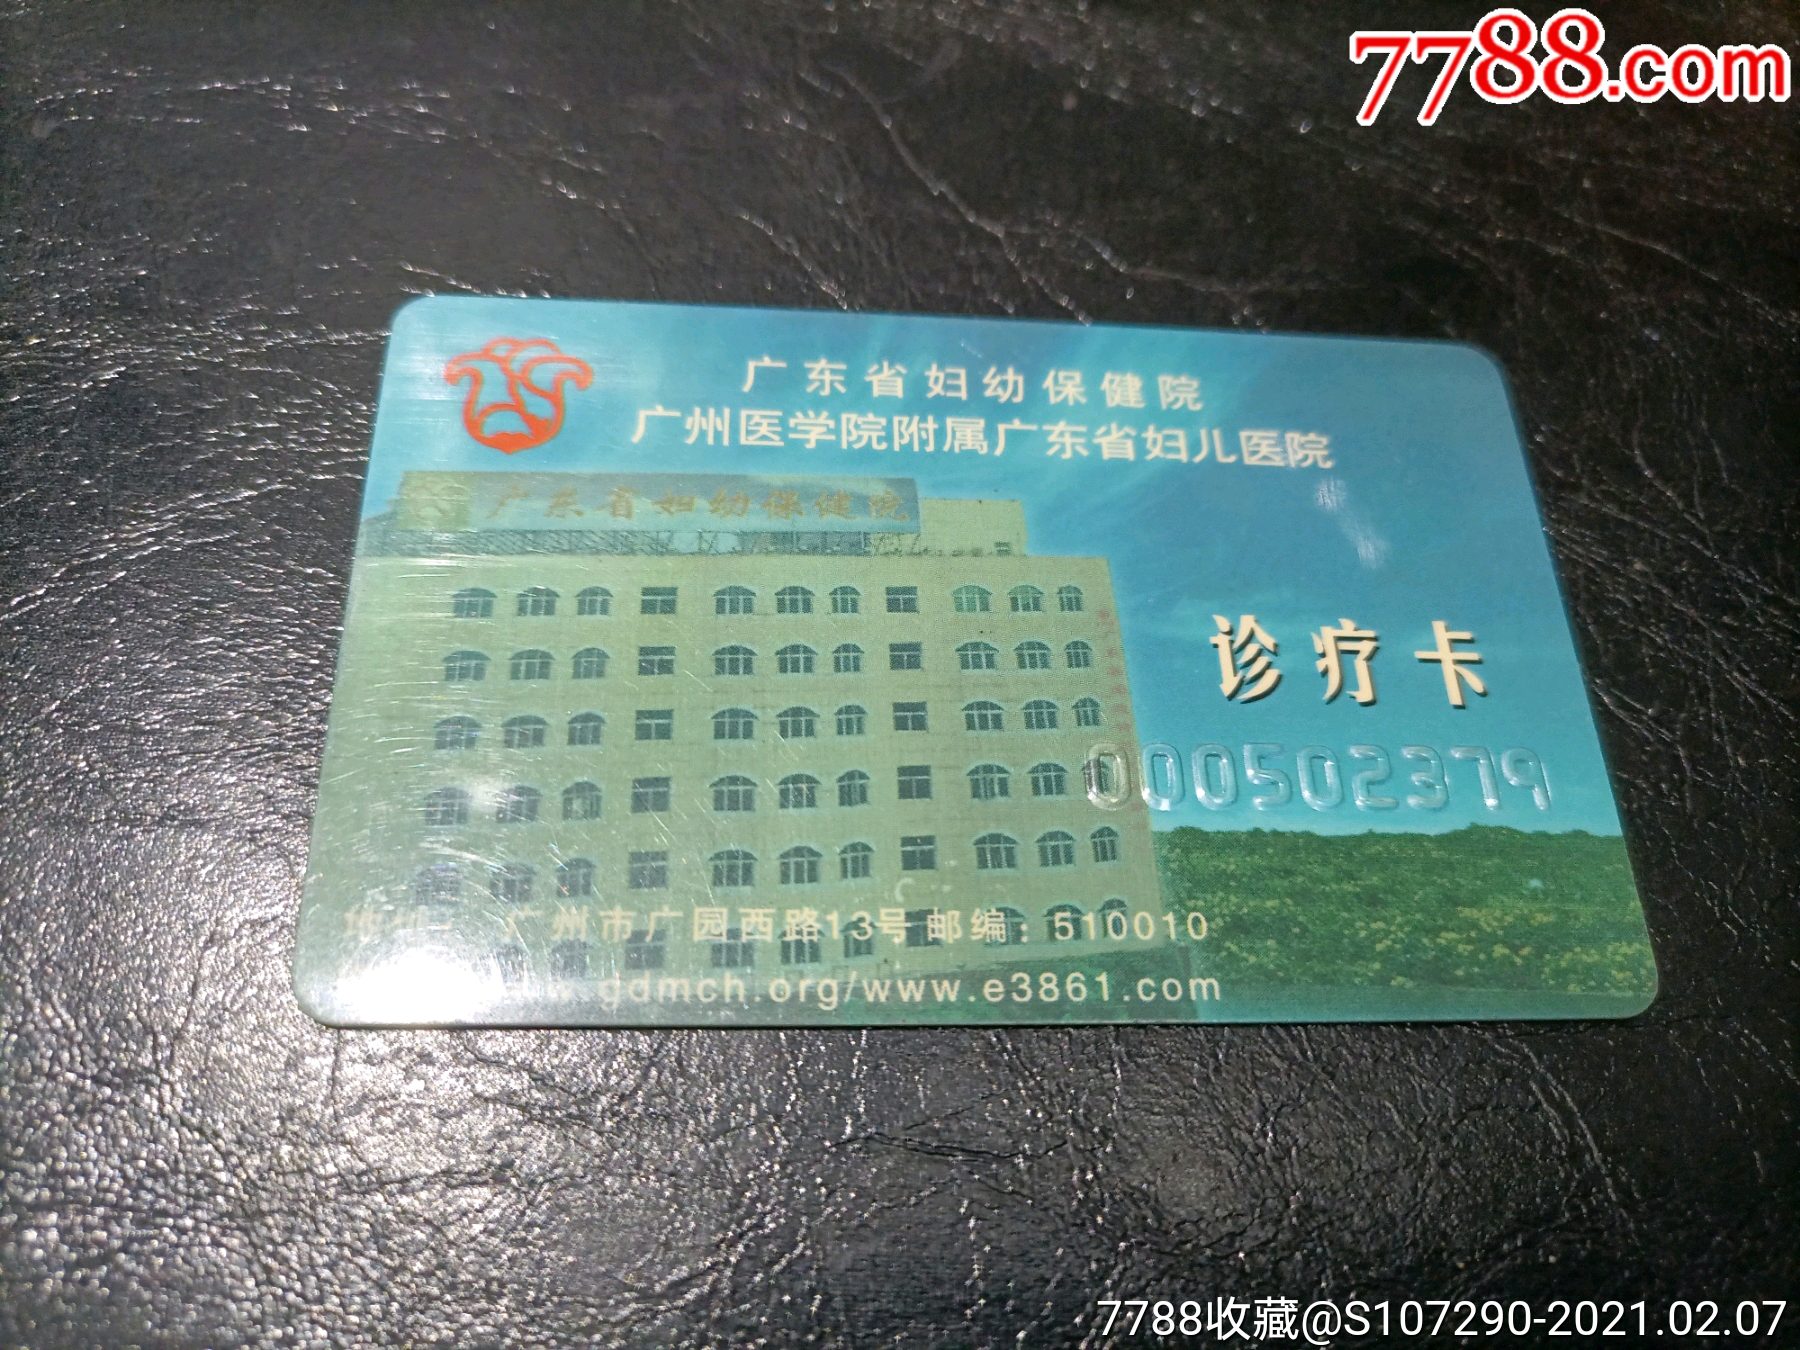 7788.com
广东省妇幼保健院
广州医学院附属广东省妇儿医院
广东省妇幼保健院
诊疗卡
000502379
地址: 广州市广园西路13号 邮编: 510010
gdmch.org/www.e3861.com
7788收藏@S107290-2021.02.07